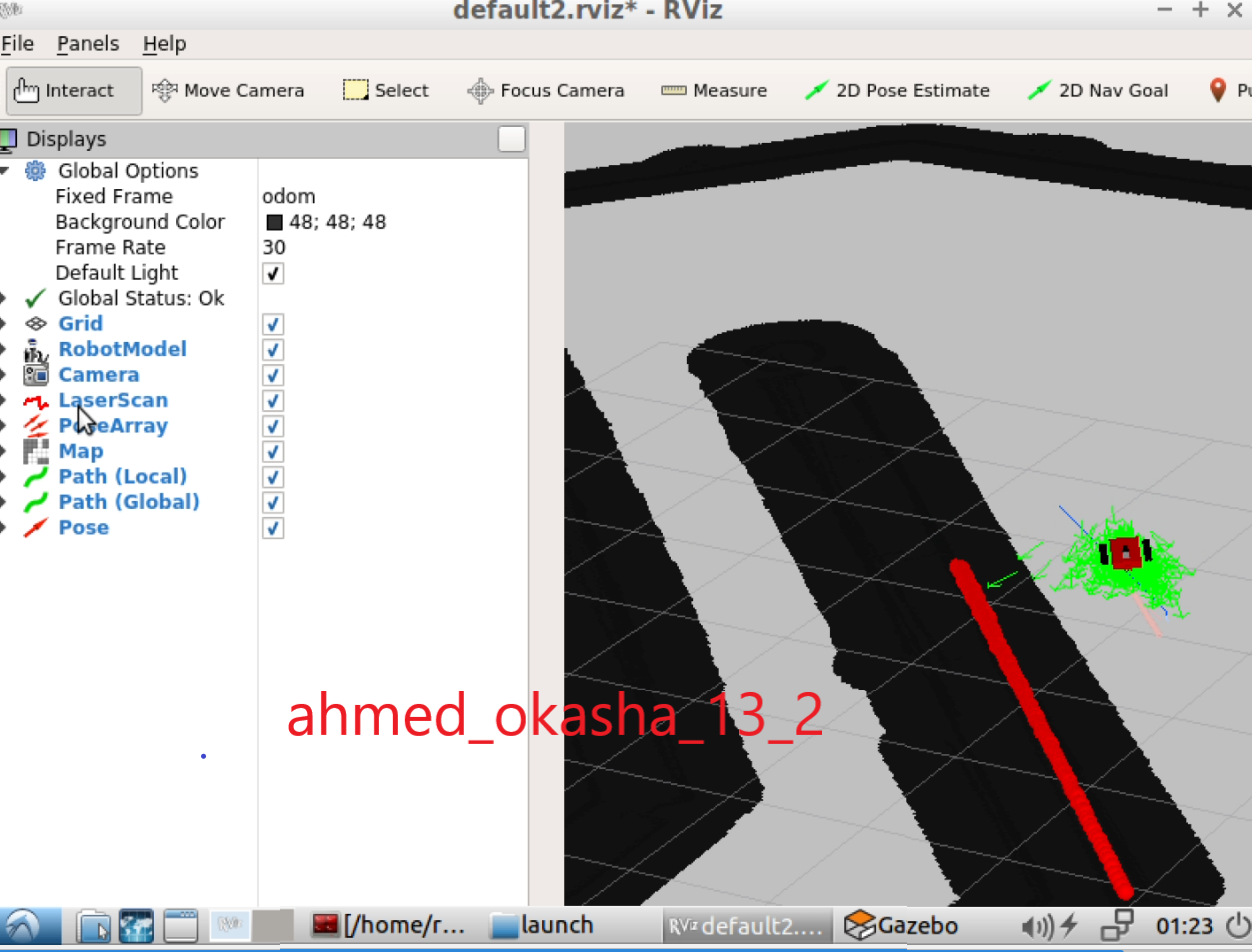 default2.rviz* - RViz
File Panels Help
Interact Move Camera Select Focus Camera Measure 2D Pose Estimate 2D Nav Goal
Displays
Global Options
Fixed Frame odom
Background Color 48; 48; 48
Frame Rate 30
Default Light
Global Status: Ok
Grid
RobotModel
Camera
LaserScan
PoseArray
Map
Path (Local)
Path (Global)
Pose
ahmed_okasha_13_2
[/home/r... launch RViz default2.... Gazebo 01:23